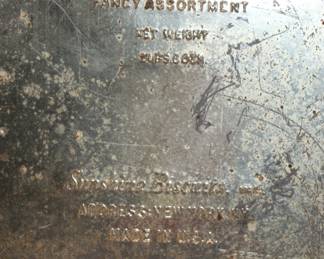 FANCY ASSORTMENT
NET WEIGHT
Sunshine Biscuits, INC.
ADDRESS: NEW YORK, N.Y.
MADE IN U.S.A.